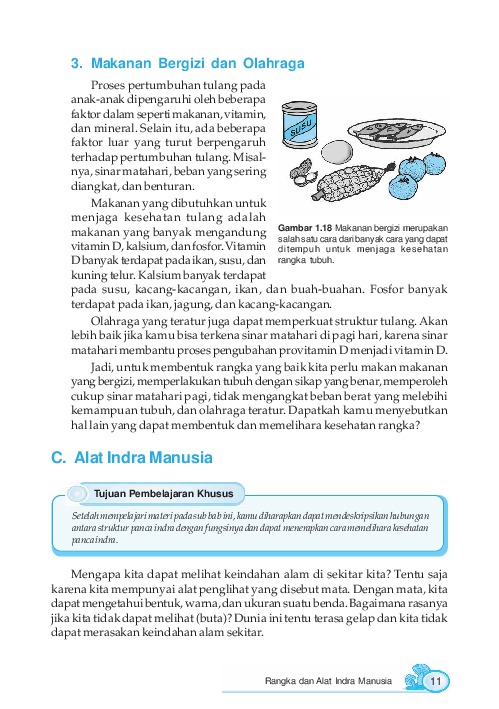 3. Makanan Bergizi dan Olahraga
Proses pertumbuhan tulang pada
anak-anak dipengaruhi oleh beberapa
faktor dalam seperti makanan, vitamin,
dan mineral. Selain itu, ada beberapa
faktor luar yang turut berpengaruh
terhadap pertumbuhan tulang. Misal-
nya, sinar matahari, beban yang sering
diangkat, dan benturan.
Makanan yang dibutuhkan untuk
menjaga kesehatan tulang adalah
makanan yang banyak mengandung
vitamin D, kalsium, dan fosfor. Vitamin
D banyak terdapat pada ikan, susu, dan
kuning telur. Kalsium banyak terdapat
pada susu, kacang-kacangan, ikan, dan buah-buahan. Fosfor banyak
terdapat pada ikan, jagung, dan kacang-kacangan.
SUSU
Gambar 1.18 Makanan bergizi merupakan
salah satu cara dari banyak cara yang dapat
ditempuh untuk menjaga kesehatan
rangka tubuh.
Olahraga yang teratur juga dapat memperkuat struktur tulang. Akan
lebih baik jika kamu bisa terkena sinar matahari di pagi hari, karena sinar
matahari membantu proses pengubahan provitamin D menjadi vitamin D.
Jadi, untuk membentuk rangka yang baik kita perlu makan makanan
yang bergizi, memperlakukan tubuh dengan sikap yang benar, memperoleh
cukup sinar matahari pagi, tidak mengangkat beban berat yang melebihi
kemampuan tubuh, dan olahraga teratur. Dapatkah kamu menyebutkan
hal lain yang dapat membentuk dan memelihara kesehatan rangka?
C. Alat Indra Manusia
Tujuan Pembelajaran Khusus
Setelah mempelajari materi pada sub bab ini, kamu diharapkan dapat mendeskripsikan hubungan
antara struktur panca indra dengan fungsinya dan dapat menerapkan cara memelihara kesehatan
panca indra.
Mengapa kita dapat melihat keindahan alam di sekitar kita? Tentu saja
karena kita mempunyai alat penglihat yang disebut mata. Dengan mata, kita
dapat mengetahui bentuk, warna, dan ukuran suatu benda. Bagaimana rasanya
jika kita tidak dapat melihat (buta)? Dunia ini tentu terasa gelap dan kita tidak
dapat merasakan keindahan alam sekitar.
Rangka dan Alat Indra Manusia 11